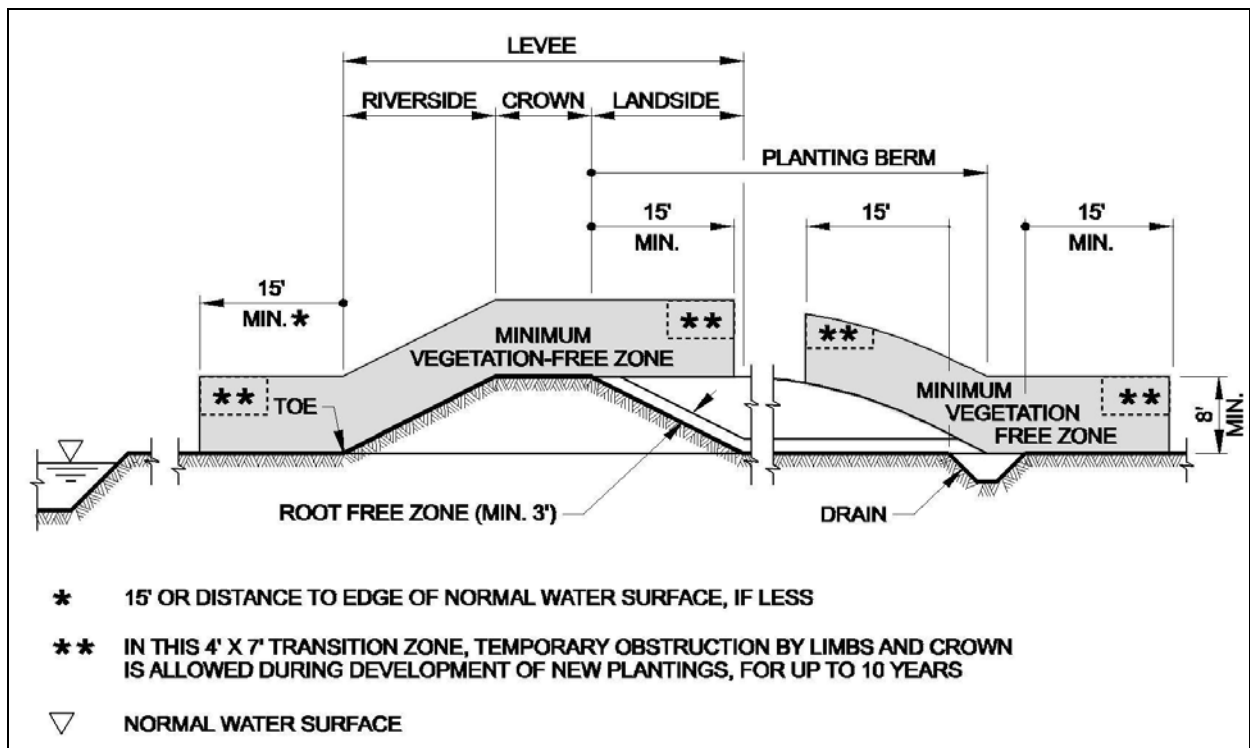 LEVEE
RIVERSIDE CROWN LANDSIDE
PLANTING BERM
15'
MIN.
15'
15'
MIN.
15'
MIN. *
**
MINIMUM
VEGETATION-FREE ZONE
**
**
MINIMUM
VEGETATION
FREE ZONE
**
8'
MIN.
TOE
ROOT FREE ZONE (MIN. 3')
DRAIN
* 15' OR DISTANCE TO EDGE OF NORMAL WATER SURFACE, IF LESS
** IN THIS 4' X 7' TRANSITION ZONE, TEMPORARY OBSTRUCTION BY LIMBS AND CROWN
IS ALLOWED DURING DEVELOPMENT OF NEW PLANTINGS, FOR UP TO 10 YEARS
NORMAL WATER SURFACE